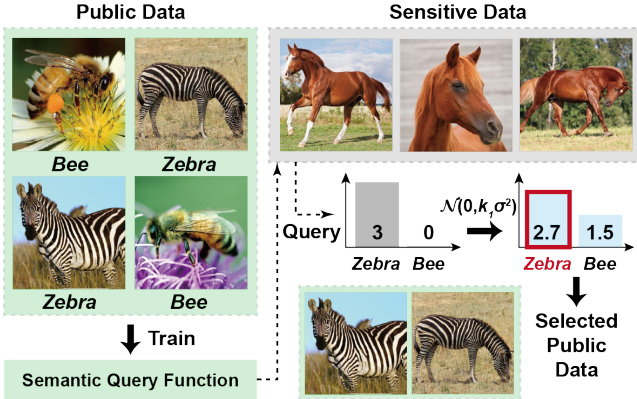 Public Data
Sensitive Data
Bee
Zebra
Zebra
Bee
Train
Semantic Query Function
Query
3
0
Zebra
Bee
𝒩(0,k₁σ²)
2.7
1.5
Zebra
Bee
Selected
Public
Data